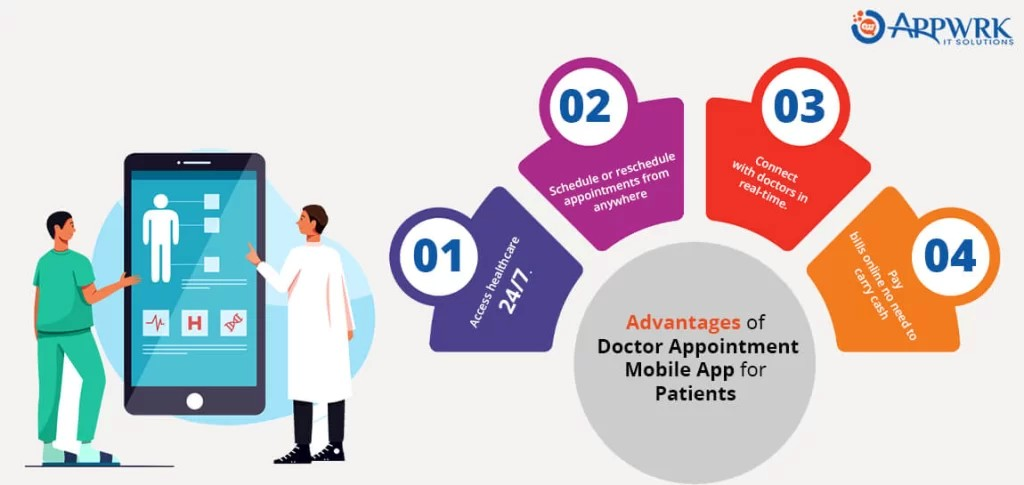 APPWRK
IT SOLUTIONS
01
Access healthcare
24/7.
02
Schedule or reschedule
appointments from
anywhere
03
Connect
with doctors in
real-time.
04
Pay
bills online no need to
carry cash
Advantages of
Doctor Appointment
Mobile App for
Patients
H